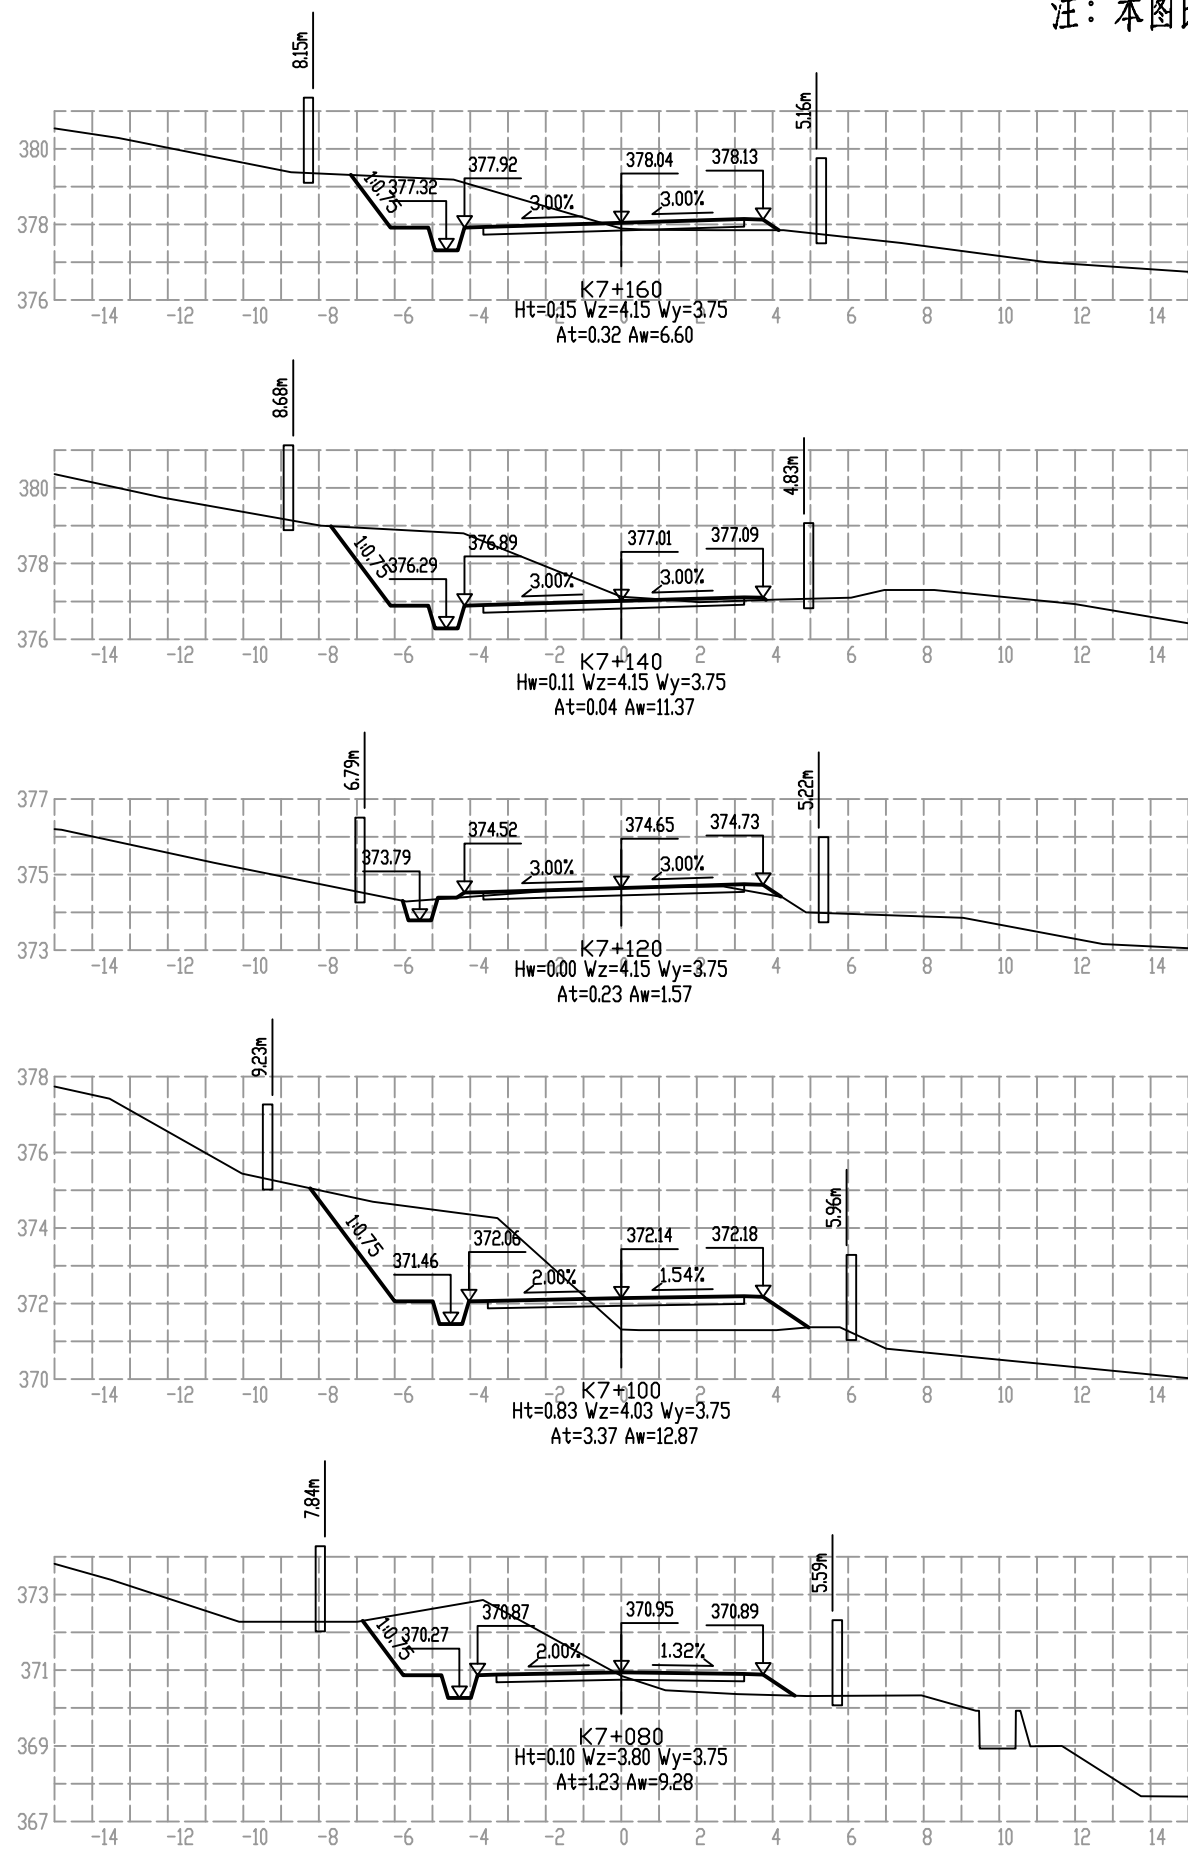 注：本图
8.15m
5.16m
380
377.92
378.04
378.13
1:0.75
377.32
3.00%
3.00%
378
376
K7+160
-14 -12 -10 -8 -6 -4 -2 0 2 4 6 8 10 12 14
Ht=0.15 Wz=4.15 Wy=3.75
At=0.32 Aw=6.60
8.68m
4.83m
380
376.89
377.01
377.09
1:0.75
376.29
3.00%
3.00%
378
376
K7+140
-14 -12 -10 -8 -6 -4 -2 0 2 4 6 8 10 12 14
Hw=0.11 Wz=4.15 Wy=3.75
At=0.04 Aw=11.37
6.79m
5.22m
377
374.52
374.65
374.73
373.79
3.00%
3.00%
375
373
K7+120
-14 -12 -10 -8 -6 -4 -2 0 2 4 6 8 10 12 14
Hw=0.00 Wz=4.15 Wy=3.75
At=0.23 Aw=1.57
9.23m
378
376
5.96m
374
372.06
372.14
372.18
1:0.75
371.46
2.00%
1.54%
372
370
K7+100
-14 -12 -10 -8 -6 -4 -2 0 2 4 6 8 10 12 14
Ht=0.83 Wz=4.03 Wy=3.75
At=3.37 Aw=12.87
7.84m
5.59m
373
370.87
370.95
370.89
1:0.75
370.27
2.00%
1.32%
371
K7+080
369
Ht=0.10 Wz=3.80 Wy=3.75
At=1.23 Aw=9.28
367
-14 -12 -10 -8 -6 -4 -2 0 2 4 6 8 10 12 14